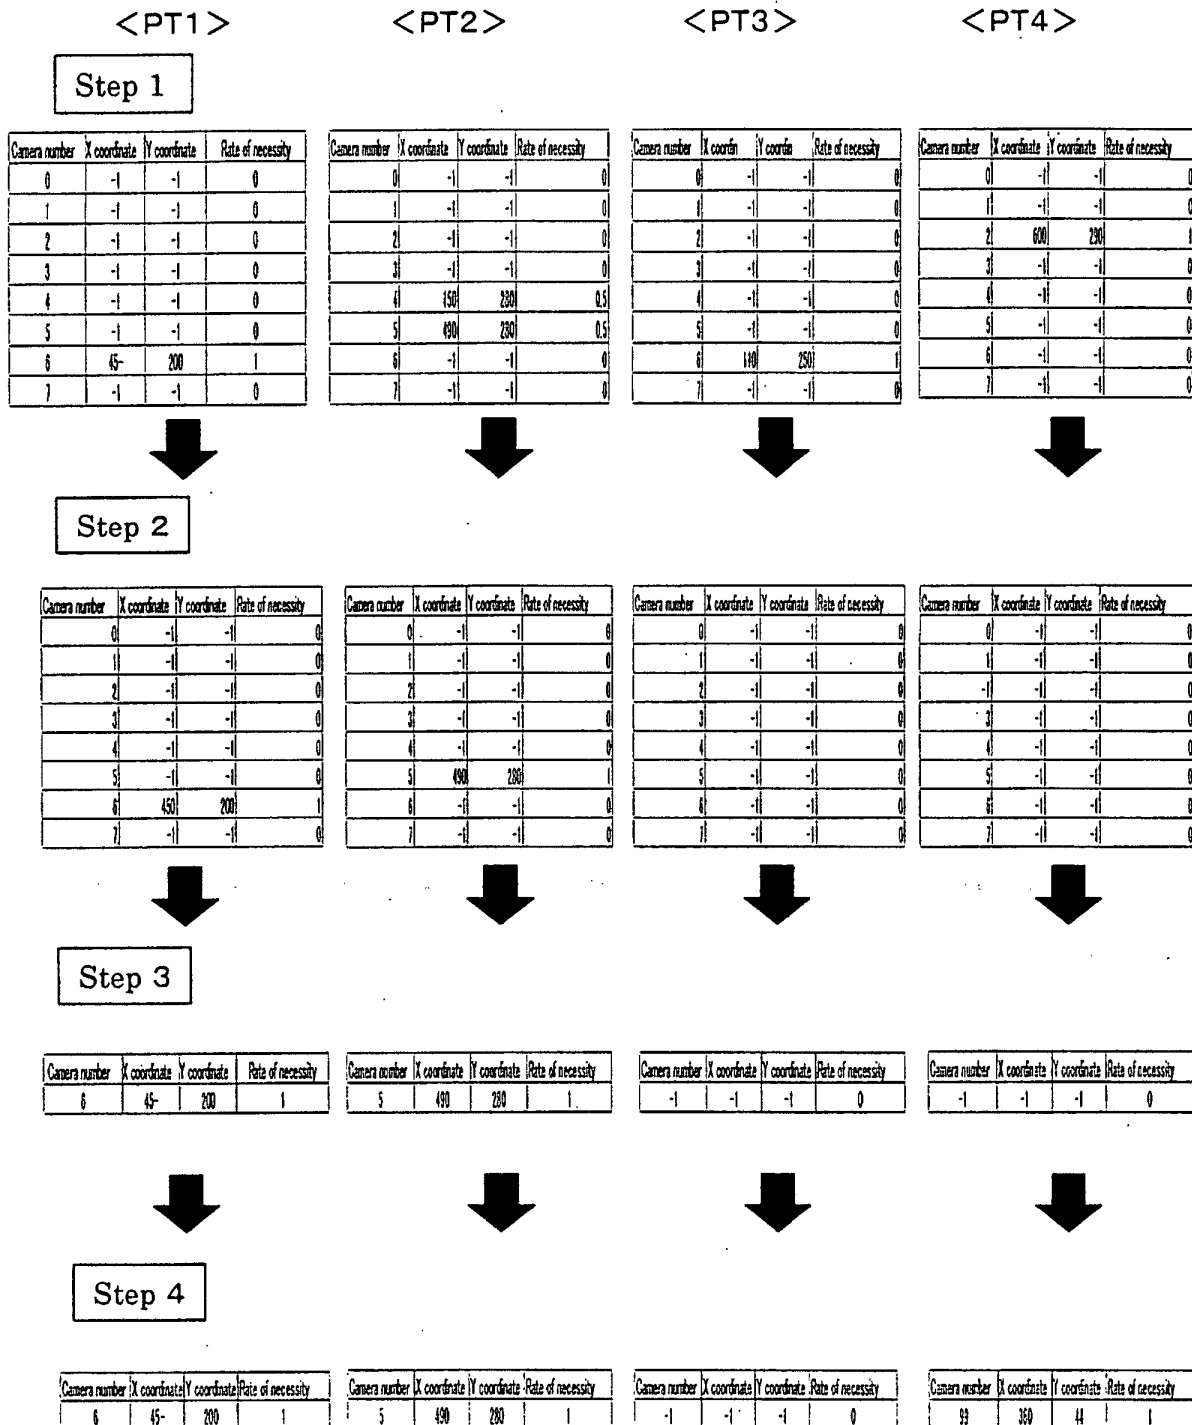 <PT1> <PT2> <PT3> <PT4>
Step 1
Camera number X coordinate Y coordinate Rate of necessity
0 -1 -1 0
1 -1 -1 0
2 -1 -1 0
3 -1 -1 0
4 -1 -1 0
5 -1 -1 0
6 45- 200 1
7 -1 -1 0
Camera number X coordinate Y coordinate Rate of necessity
0 -1 -1 0
1 -1 -1 0
2 -1 -1 0
3 -1 -1 0
4 150 280 0.5
5 490 280 0.5
6 -1 -1 0
7 -1 -1 0
Camera number X coordin Y coordin Rate of necessity
0 -1 -1 0
1 -1 -1 0
2 -1 -1 0
3 -1 -1 0
4 -1 -1 0
5 -1 -1 0
6 250 1
7 -1 -1 0
Camera number X coordinate Y coordinate Rate of necessity
0 -1 -1 0
1 -1 -1 0
2 600 1
3 -1 -1 0
4 -1 -1 0
5 -1 -1 0
6 -1 -1 0
7 -1 -1 0
Step 2
Camera number X coordinate Y coordinate Rate of necessity
0 -1 -1 0
1 -1 -1 0
2 -1 -1 0
3 -1 -1 0
4 -1 -1 0
5 -1 -1 0
6 450 200 1
7 -1 -1 0
Camera number X coordinate Y coordinate Rate of necessity
0 -1 -1 0
1 -1 -1 0
2 -1 -1 0
3 -1 -1 0
4 -1 -1 0
5 490 280 1
6 -1 -1 0
7 -1 -1 0
Camera number X coordinate Y coordinate Rate of necessity
0 -1 -1 0
1 -1 -1 0
2 -1 -1 0
3 -1 -1 0
4 -1 -1 0
5 -1 -1 0
6 -1 -1 0
7 -1 -1 0
Camera number X coordinate Y coordinate Rate of necessity
0 -1 -1 0
1 -1 -1 0
-1 -1 -1 0
3 -1 -1 0
4 -1 -1 0
5 -1 -1 0
6 -1 -1 0
7 -1 -1 0
Step 3
Camera number X coordinate Y coordinate Rate of necessity
6 45- 200 1
Camera number X coordinate Y coordinate Rate of necessity
5 490 280 1
Camera number X coordinate Y coordinate Rate of necessity
-1 -1 -1 0
Camera number X coordinate Y coordinate Rate of necessity
-1 -1 -1 0
Step 4
Camera number X coordinate Y coordinate Rate of necessity
6 45- 200 1
Camera number X coordinate Y coordinate Rate of necessity
5 490 280 1
Camera number X coordinate Y coordinate Rate of necessity
-1 -1 -1 0
Camera number X coordinate Y coordinate Rate of necessity
99 360 44 1